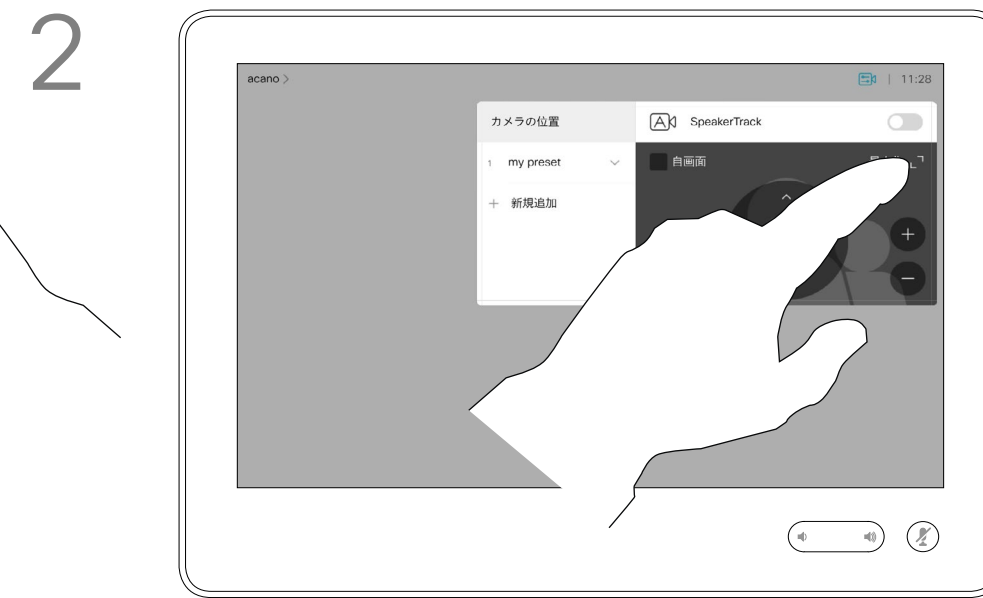 2
acano >
11:28
カメラの位置
SpeakerTrack
1 my preset
自画面
+ 新規追加